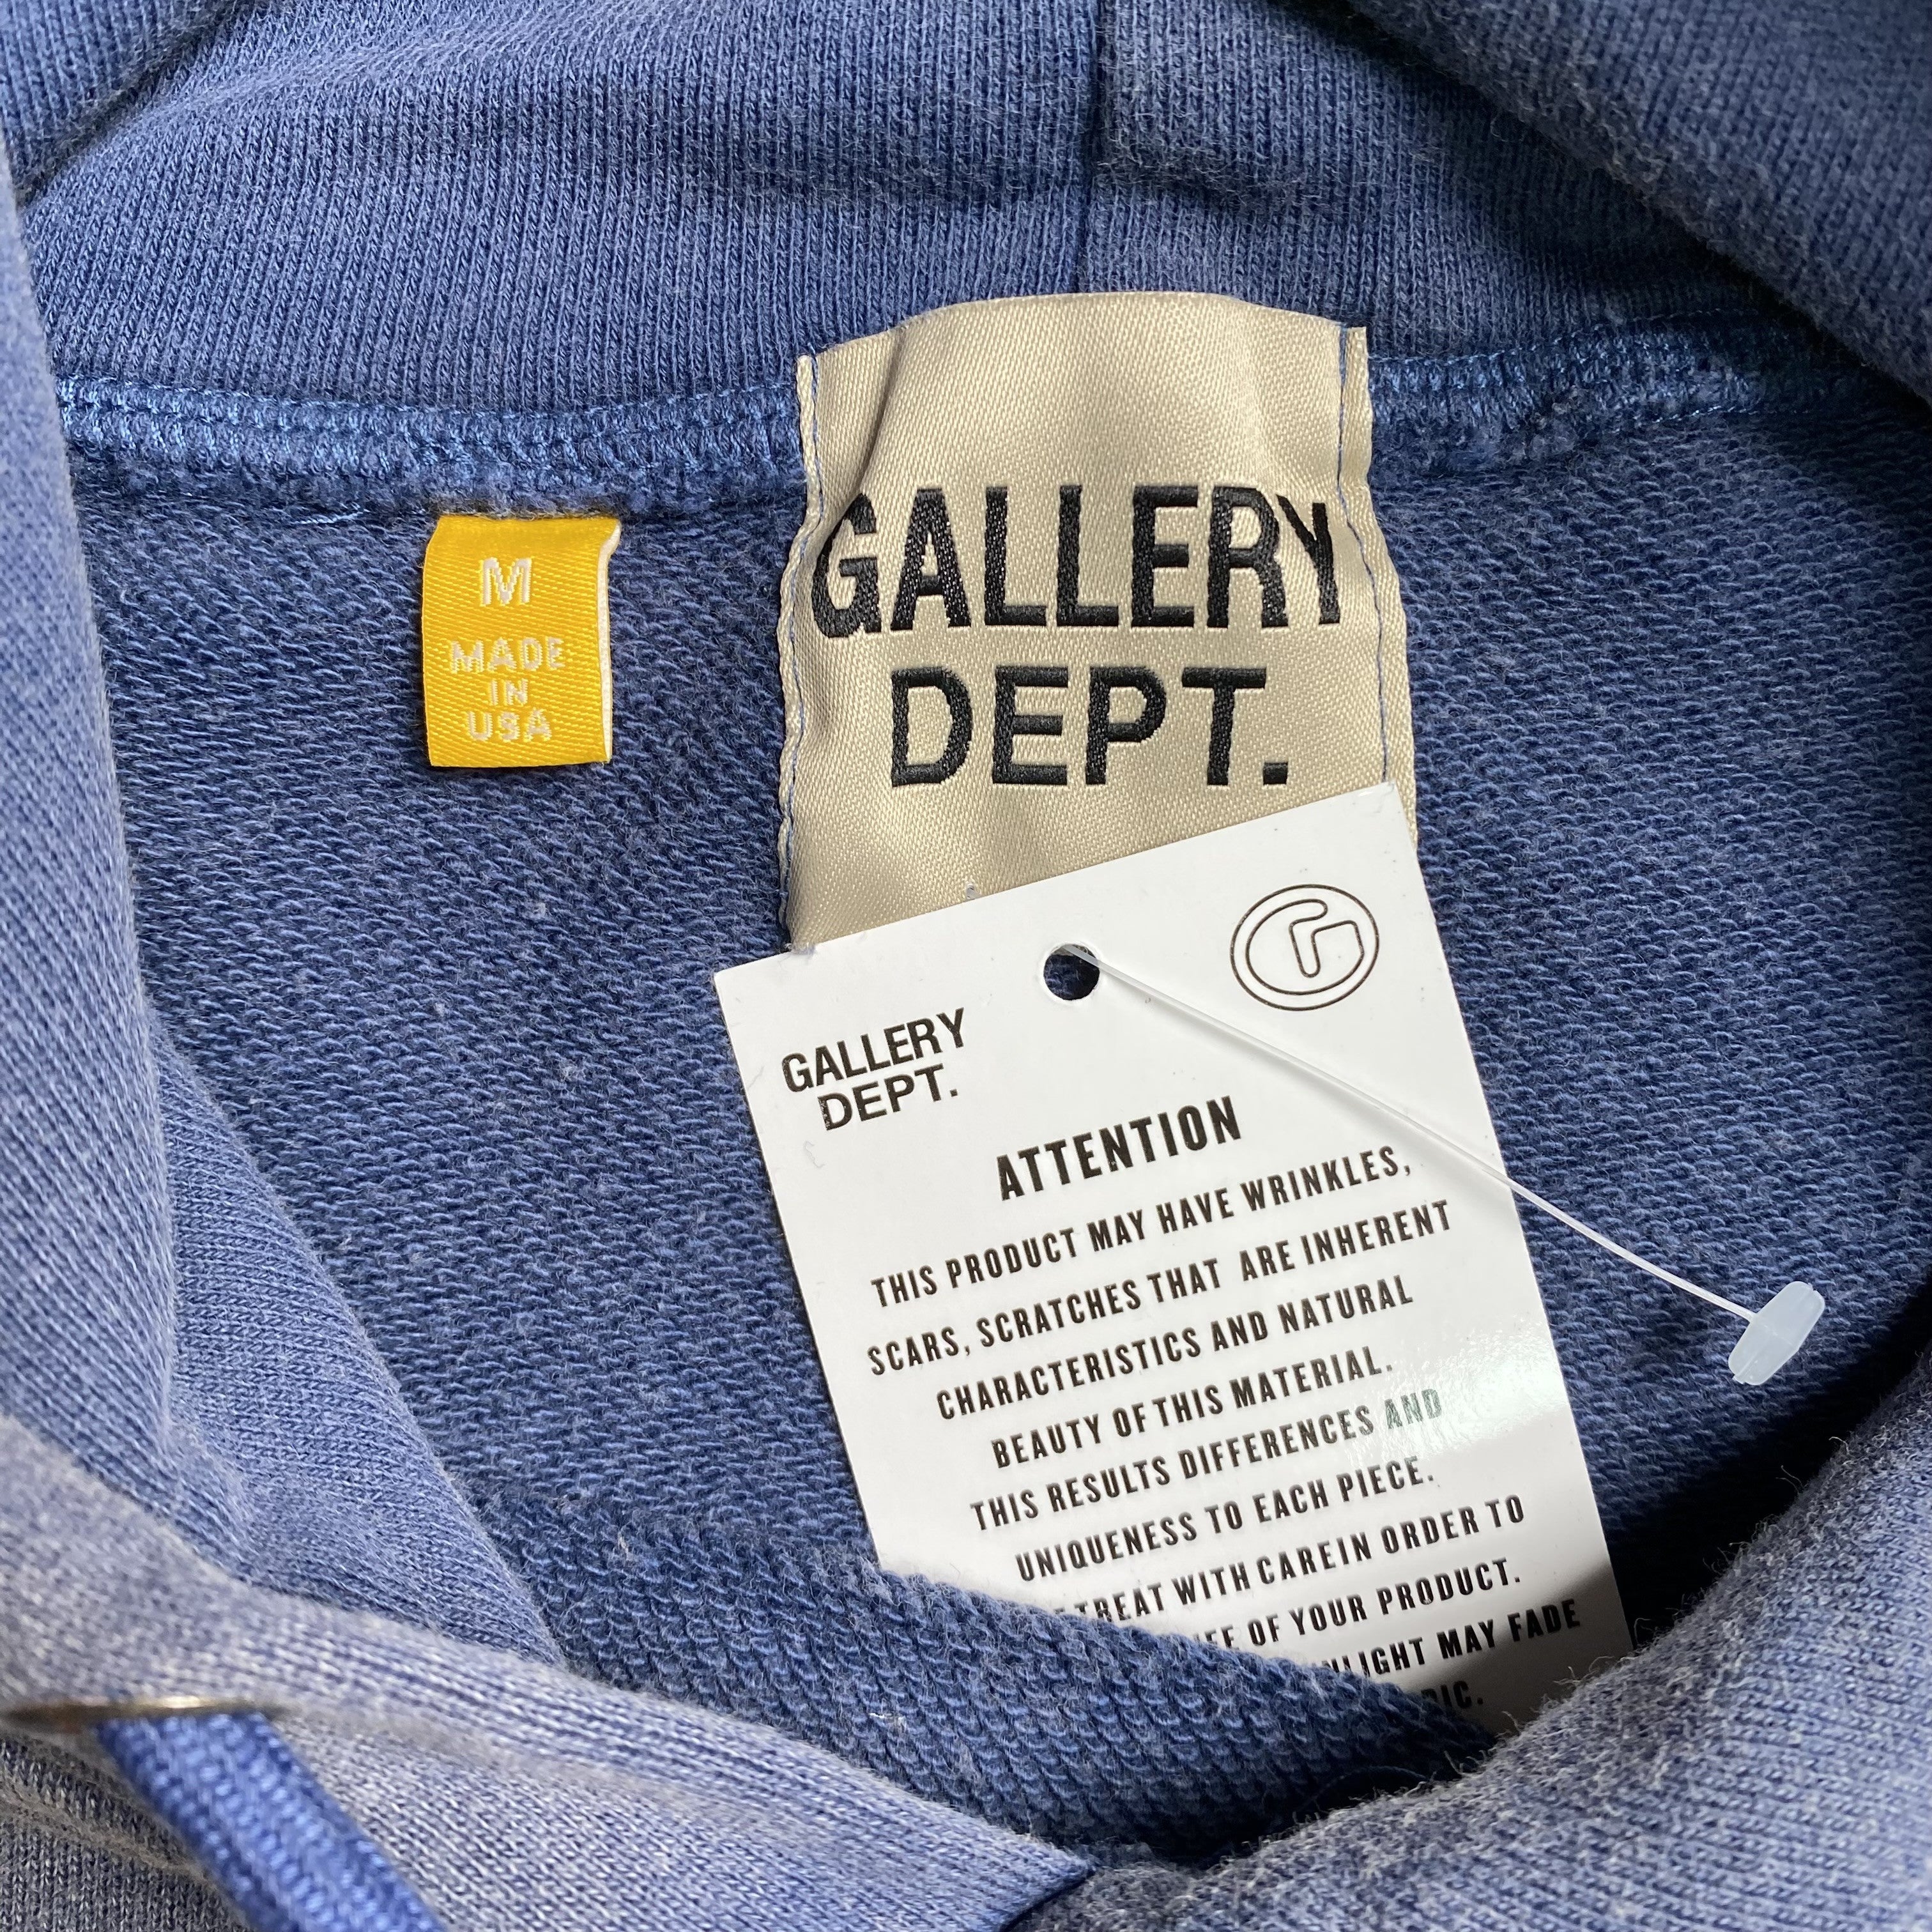 M
MADE
IN
USA
GALLERY
DEPT.
GALLERY
DEPT.
ATTENTION
THIS PRODUCT MAY HAVE WRINKLES,
SCARS, SCRATCHES THAT ARE INHERENT
CHARACTERISTICS AND NATURAL
BEAUTY OF THIS MATERIAL.
THIS RESULTS DIFFERENCES AND
UNIQUENESS TO EACH PIECE.
TREAT WITH CAREIN ORDER TO
OF YOUR PRODUCT.
MAY FADE